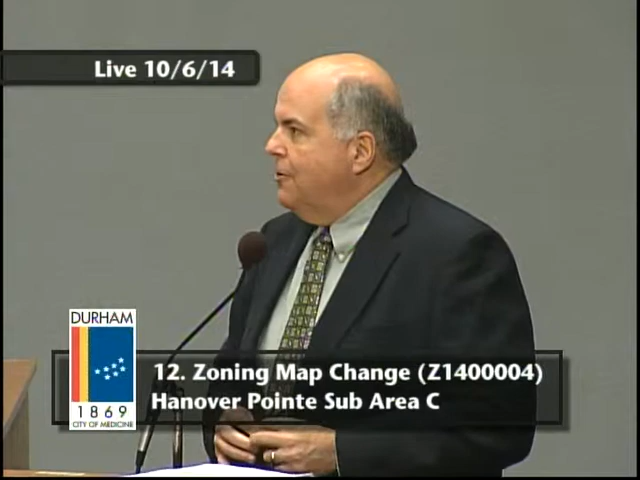 Live 10/6/14
DURHAM
1869
CITY OF MEDICINE
12. Zoning Map Change (Z1400004)
Hanover Pointe Sub Area C